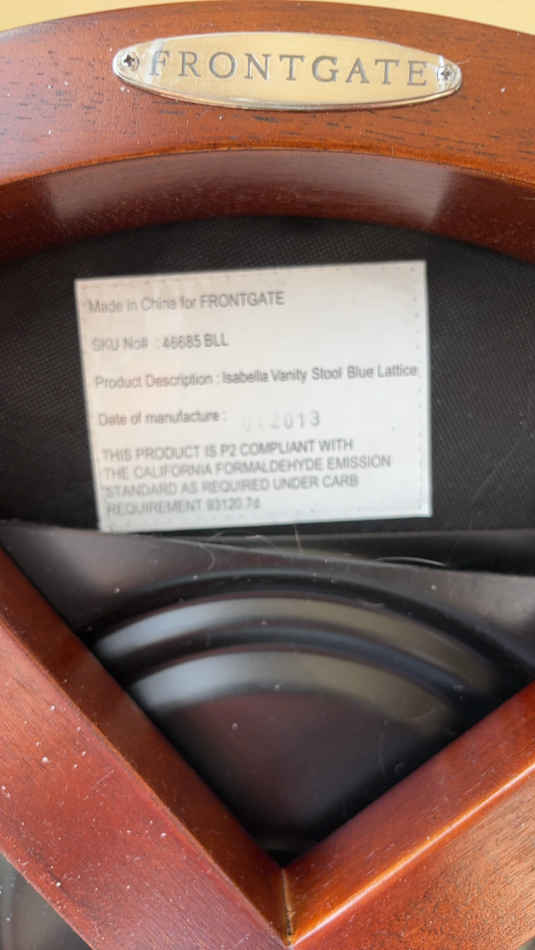 FRONTGATE
Made in China for FRONTGATE
SKU No# : 46685 BLL
Product Description : Isabella Vanity Stool Blue Lattice
Date of manufacture : 2013
THIS PRODUCT IS P2 COMPLIANT WITH
THE CALIFORNIA FORMALDEHYDE EMISSION
STANDARD AS REQUIRED UNDER CARB
REQUIREMENT 93120.7d